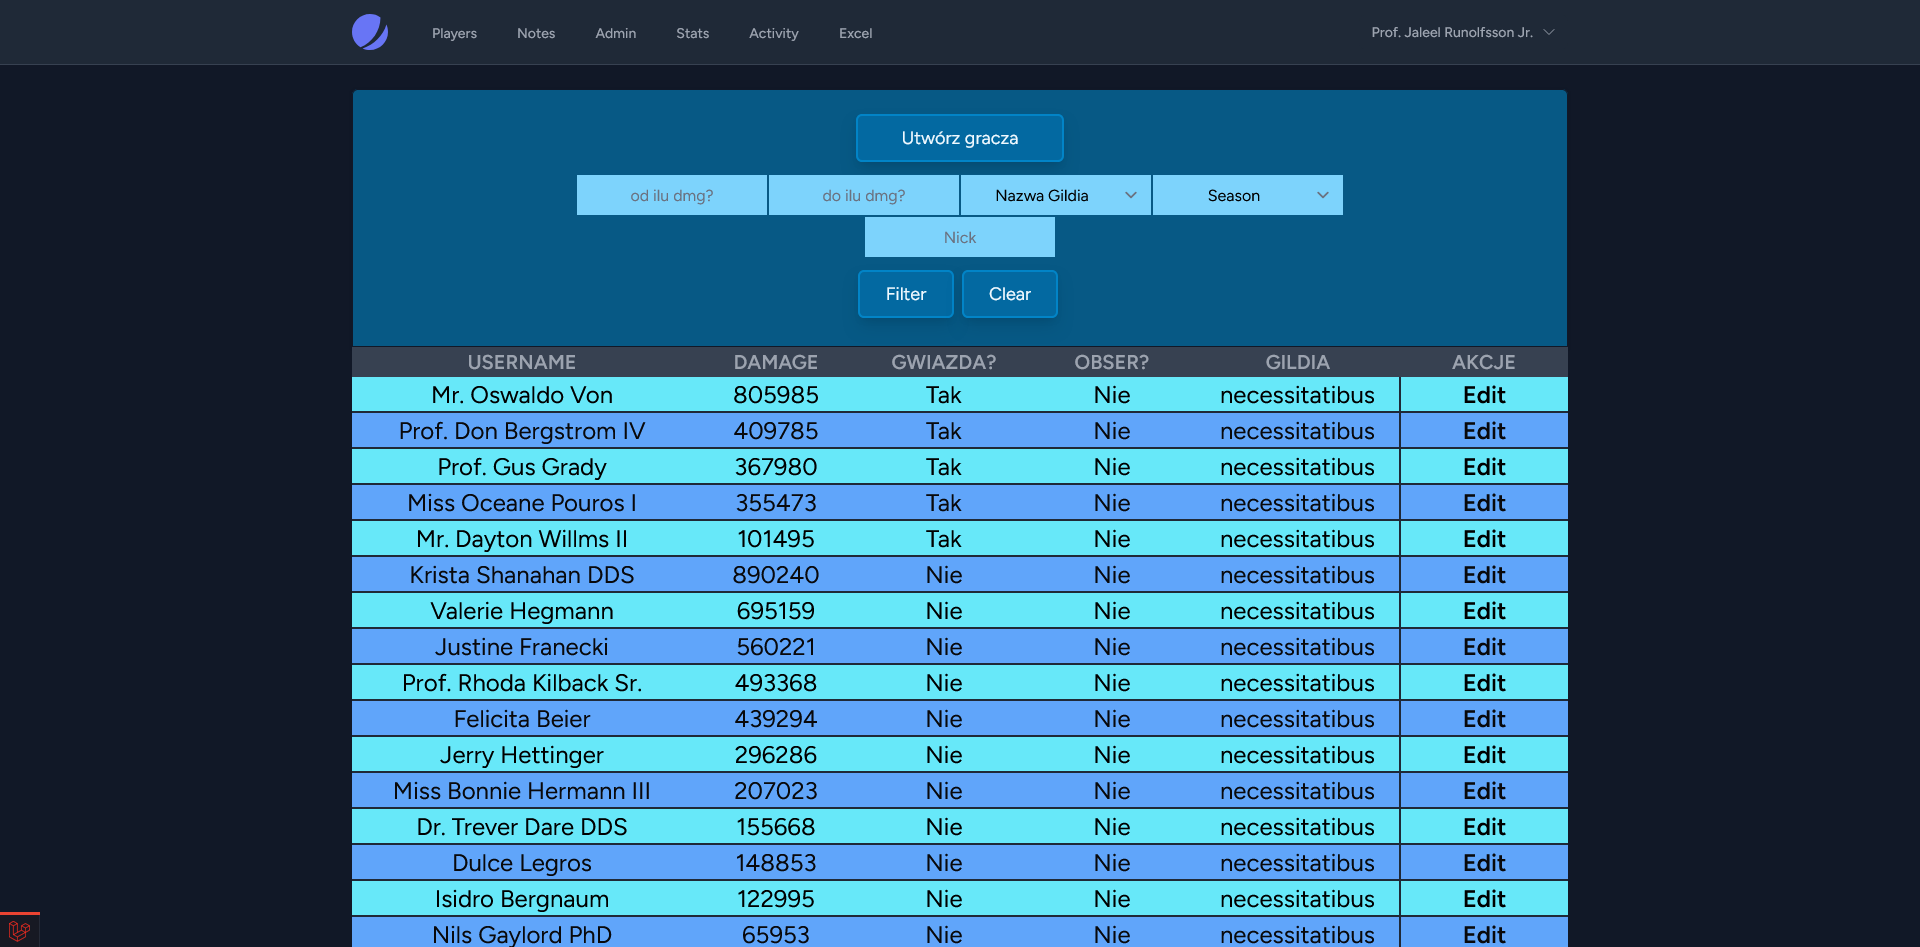 Players Notes Admin Stats Activity Excel Prof. Jaleel Runolfsson Jr.
Utwórz gracza
od ilu dmg? do ilu dmg? Nazwa Gildia Season
Nick
Filter Clear
USERNAME DAMAGE GWIAZDA? OBSER? GILDIA AKCJE
Mr. Oswaldo Von 805985 Tak Nie necessitatibus Edit
Prof. Don Bergstrom IV 409785 Tak Nie necessitatibus Edit
Prof. Gus Grady 367980 Tak Nie necessitatibus Edit
Miss Oceane Pouros I 355473 Tak Nie necessitatibus Edit
Mr. Dayton Willms II 101495 Tak Nie necessitatibus Edit
Krista Shanahan DDS 890240 Nie Nie necessitatibus Edit
Valerie Hegmann 695159 Nie Nie necessitatibus Edit
Justine Franecki 560221 Nie Nie necessitatibus Edit
Prof. Rhoda Kilback Sr. 493368 Nie Nie necessitatibus Edit
Felicita Beier 439294 Nie Nie necessitatibus Edit
Jerry Hettinger 296286 Nie Nie necessitatibus Edit
Miss Bonnie Hermann III 207023 Nie Nie necessitatibus Edit
Dr. Trever Dare DDS 155668 Nie Nie necessitatibus Edit
Dulce Legros 148853 Nie Nie necessitatibus Edit
Isidro Bergnaum 122995 Nie Nie necessitatibus Edit
Nils Gaylord PhD 65953 Nie Nie necessitatibus Edit